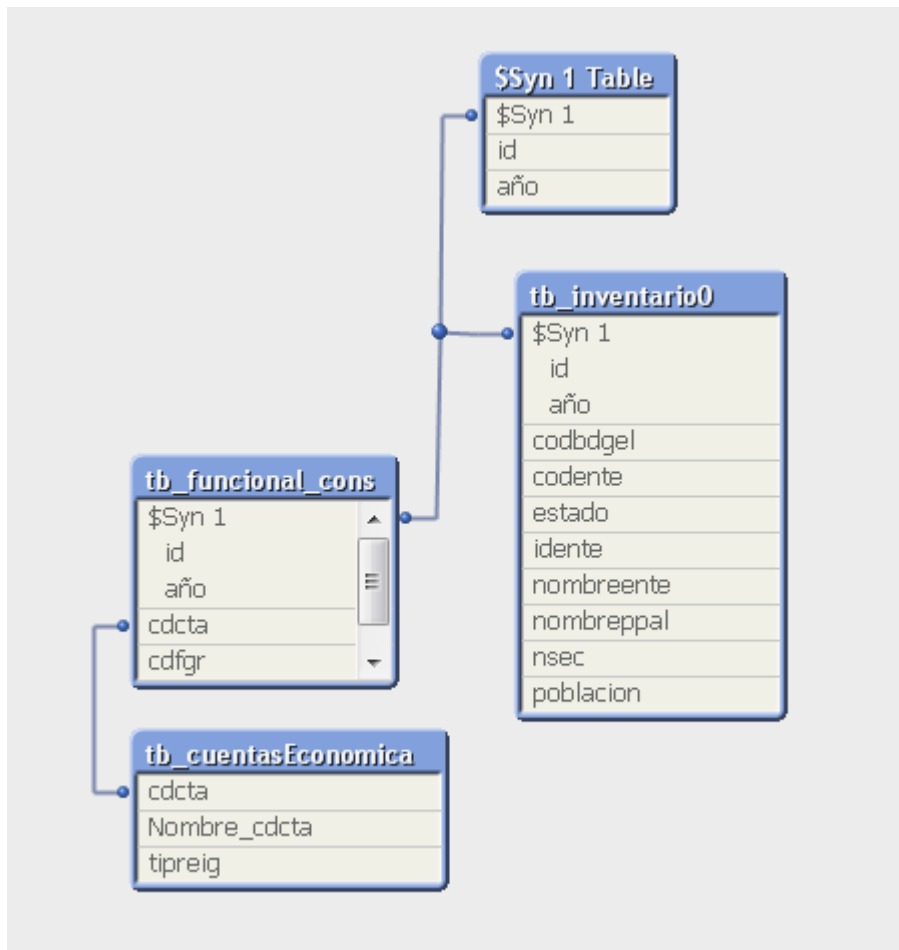 $Syn 1 Table
$Syn 1
id
año
tb_inventario0
$Syn 1
id
año
codbdgel
codente
estado
idente
nombreente
nombreppal
nsec
poblacion
tb_funcional_cons
$Syn 1
id
año
cdcta
cdfgr
tb_cuentasEconomica
cdcta
Nombre_cdcta
tipreig